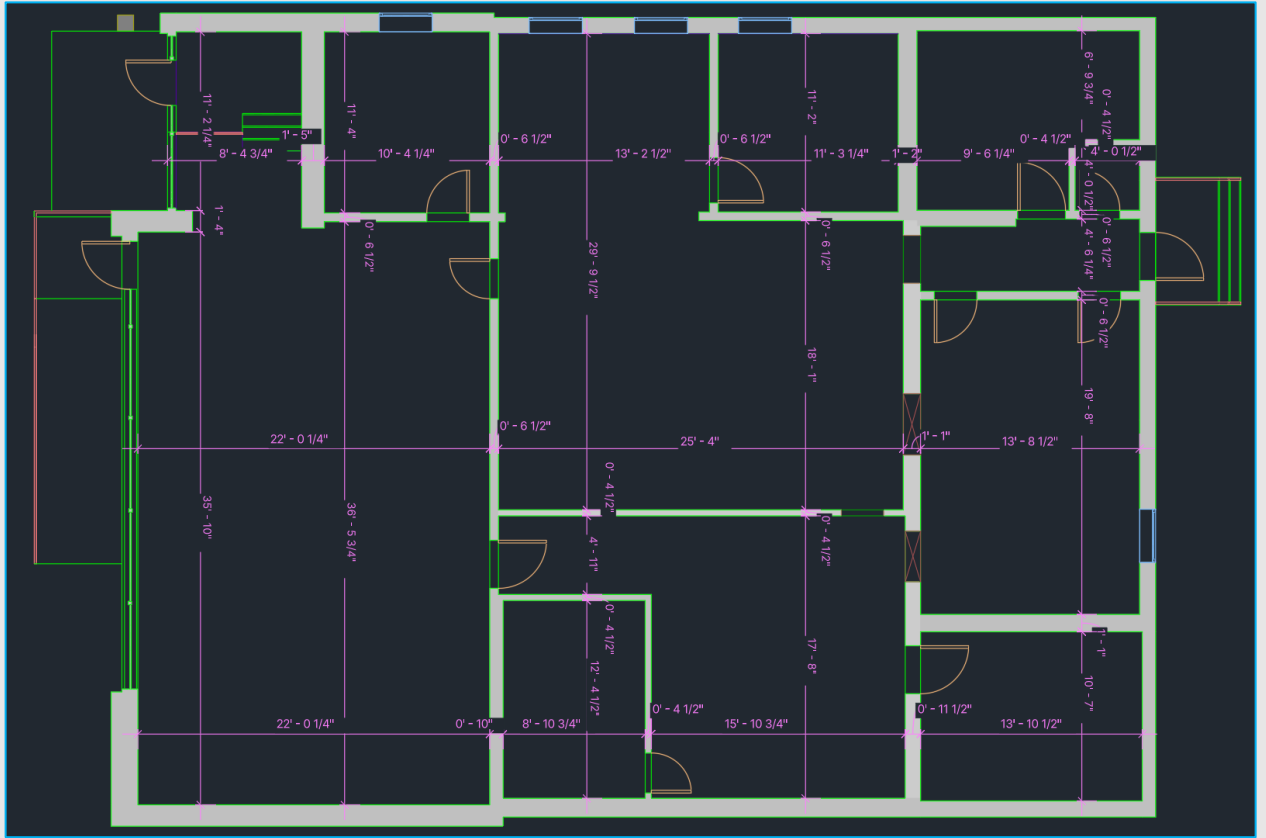 6' - 9 3/4"
11' - 2 1/4"
11' - 4"
11' - 2"
0' - 4 1/2"
1' - 5"
0' - 6 1/2"
0' - 6 1/2"
0' - 4 1/2"
8' - 4 3/4"
10' - 4 1/4"
13' - 2 1/2"
11' - 3 1/4"
1' - 2"
9' - 6 1/4"
4' - 0 1/2"
4' - 0 1/2"
1' - 4"
0' - 6 1/2"
29' - 9 1/2"
0' - 6 1/2"
4' - 6 1/4"
0' - 6 1/2"
0' - 6 1/2"
18' - 1"
19' - 8"
22' - 0 1/4"
0' - 6 1/2"
25' - 4"
1' - 1"
13' - 8 1/2"
35' - 10"
36' - 5 3/4"
0' - 4 1/2"
4' - 11"
0' - 4 1/2"
0' - 4 1/2"
12' - 4 1/2"
17' - 8"
1' - 1"
10' - 7"
22' - 0 1/4"
0' - 10"
8' - 10 3/4"
0' - 4 1/2"
15' - 10 3/4"
0' - 11 1/2"
13' - 10 1/2"